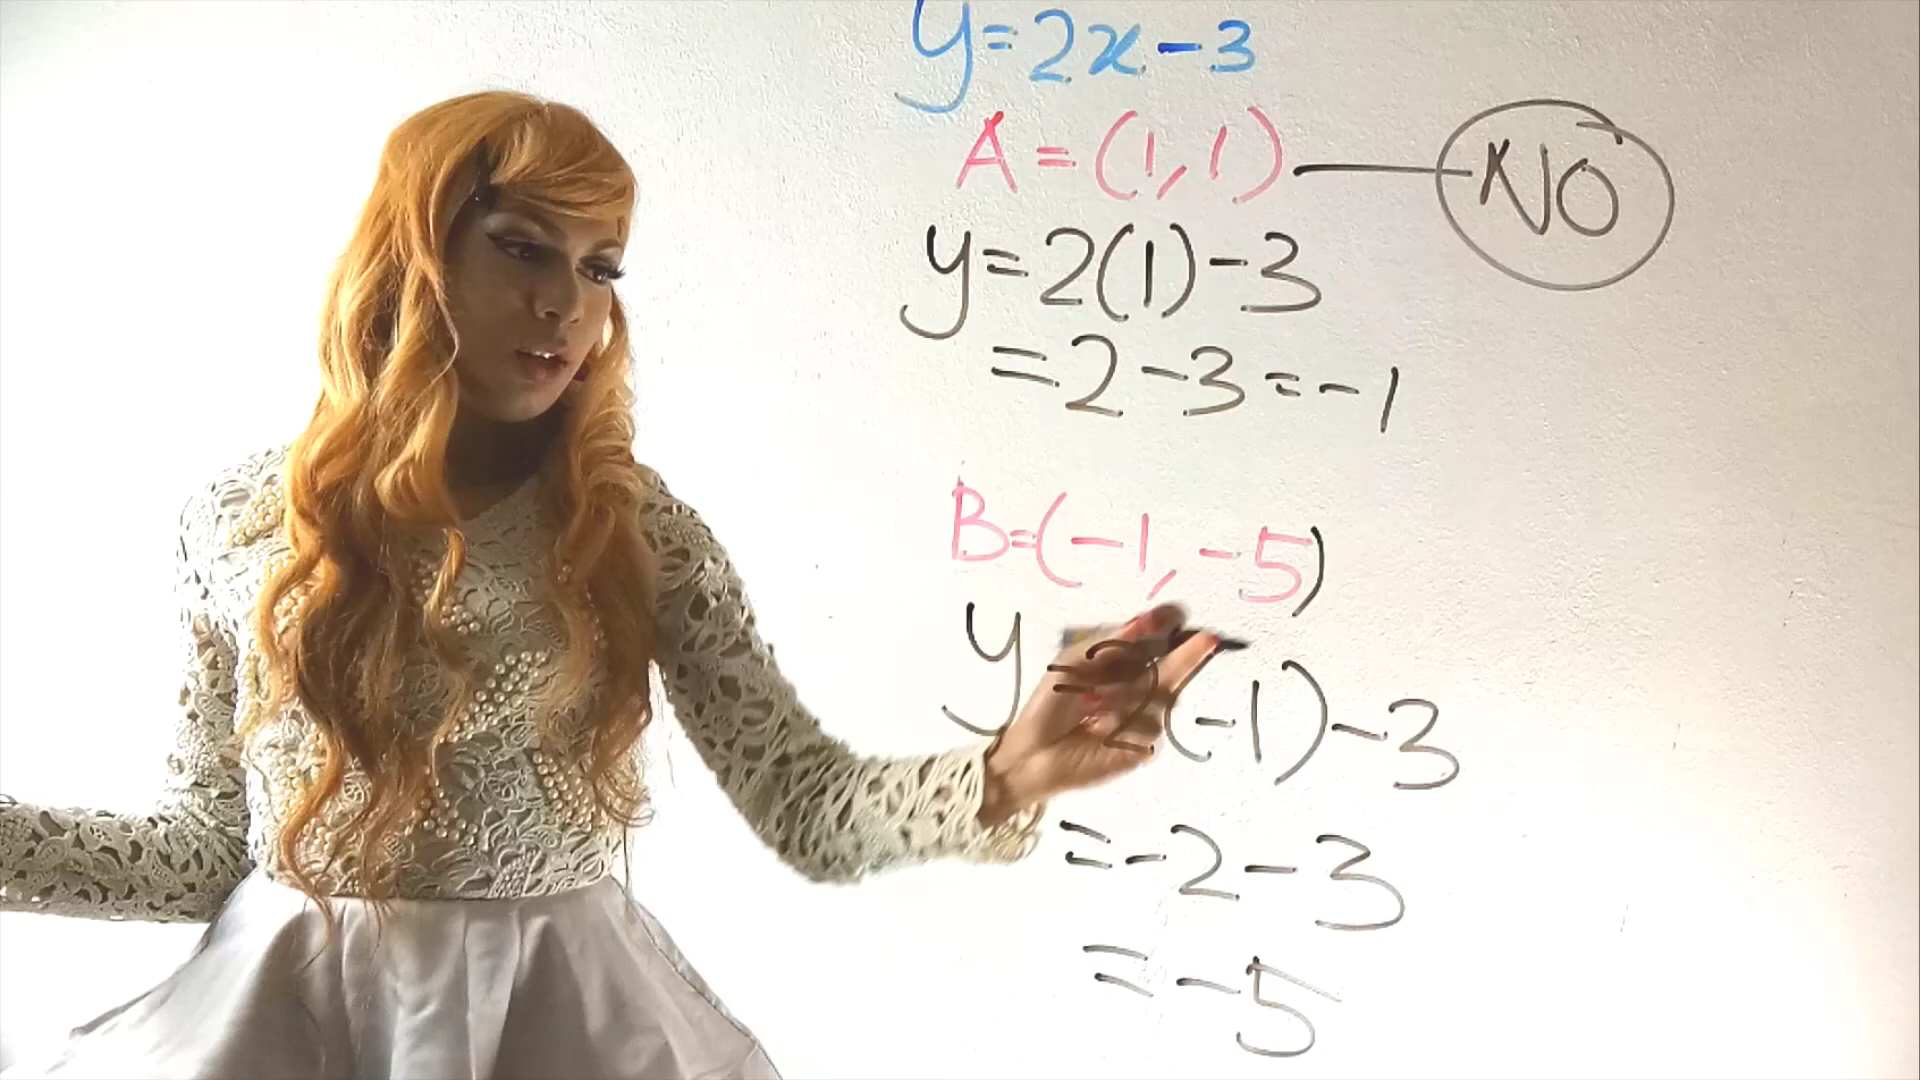 y=2x-3
A=(1,1) — NO
y=2(1)-3
=2-3=-1
B=(-1,-5)
y=2(-1)-3
=-2-3
=-5